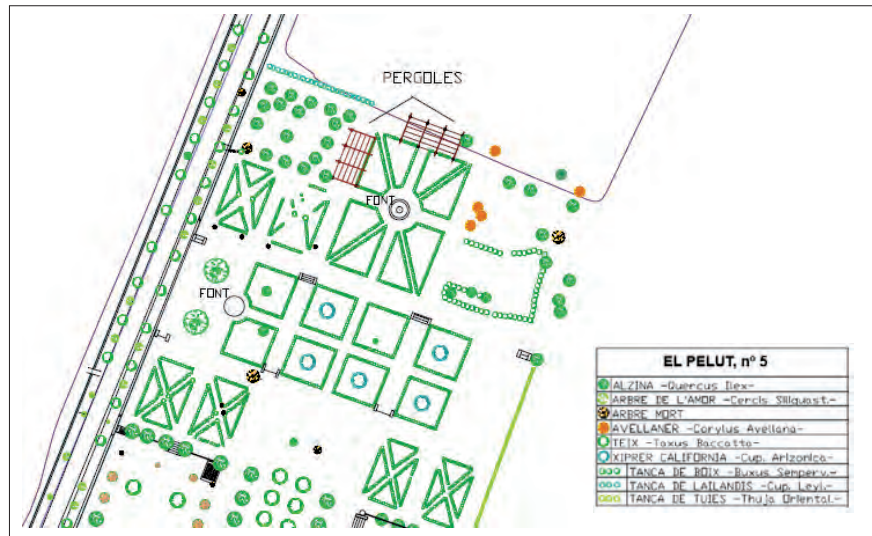 PERGOLES
FONT
FONT
EL PELUT, nº 5
ALZINA -Quercus Ilex-
ARBRE DE L'AMOR -Cercis Siliquast.-
ARBRE MORT
AVELLANER -Corylus Avellana-
TEIX -Taxus Baccatta-
XIPRER CALIFORNIA -Cup. Arizonica-
TANCA DE BOIX -Buxus Semperv.-
TANCA DE LAILANDIS -Cup. Leyl.-
TANCA DE TUIES -Thuja Oriental.-